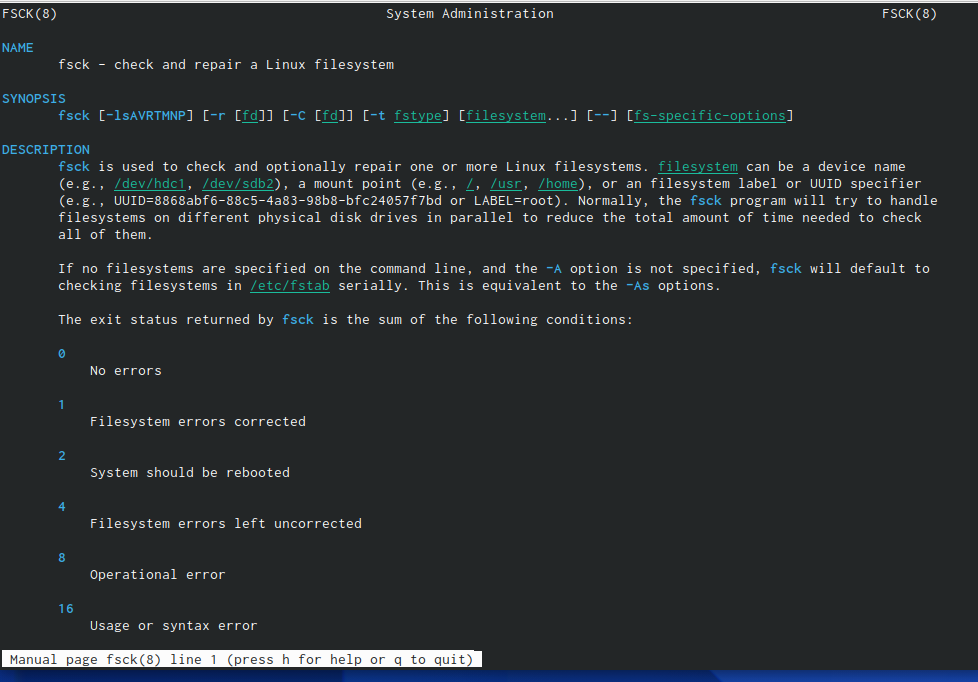 FSCK(8) System Administration FSCK(8)
NAME
fsck – check and repair a Linux filesystem
SYNOPSIS
fsck [-lsAVRTMNP] [-r [fd]] [-C [fd]] [-t fstype] [filesystem...] [--] [fs-specific-options]
DESCRIPTION
fsck is used to check and optionally repair one or more Linux filesystems. filesystem can be a device name
(e.g., /dev/hdc1, /dev/sdb2), a mount point (e.g., /, /usr, /home), or an filesystem label or UUID specifier
(e.g., UUID=8868abf6-88c5-4a83-98b8-bfc24057f7bd or LABEL=root). Normally, the fsck program will try to handle
filesystems on different physical disk drives in parallel to reduce the total amount of time needed to check
all of them.
If no filesystems are specified on the command line, and the -A option is not specified, fsck will default to
checking filesystems in /etc/fstab serially. This is equivalent to the -As options.
The exit status returned by fsck is the sum of the following conditions:
0
No errors
1
Filesystem errors corrected
2
System should be rebooted
4
Filesystem errors left uncorrected
8
Operational error
16
Usage or syntax error
Manual page fsck(8) line 1 (press h for help or q to quit)